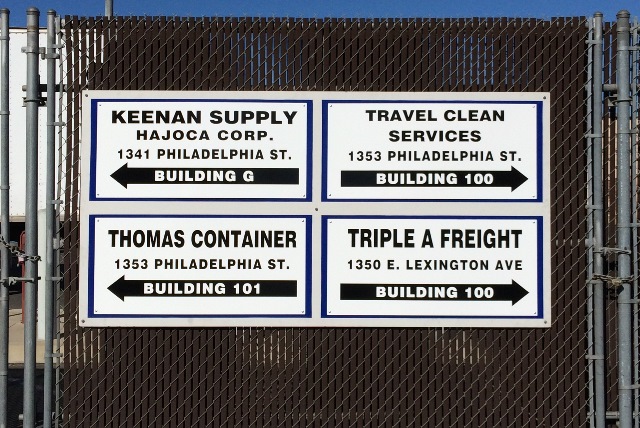 KEENAN SUPPLY
HAJOCA CORP.
1341 PHILADELPHIA ST.
BUILDING G
TRAVEL CLEAN
SERVICES
1353 PHILADELPHIA ST.
BUILDING 100
THOMAS CONTAINER
1353 PHILADELPHIA ST.
BUILDING 101
TRIPLE A FREIGHT
1350 E. LEXINGTON AVE
BUILDING 100